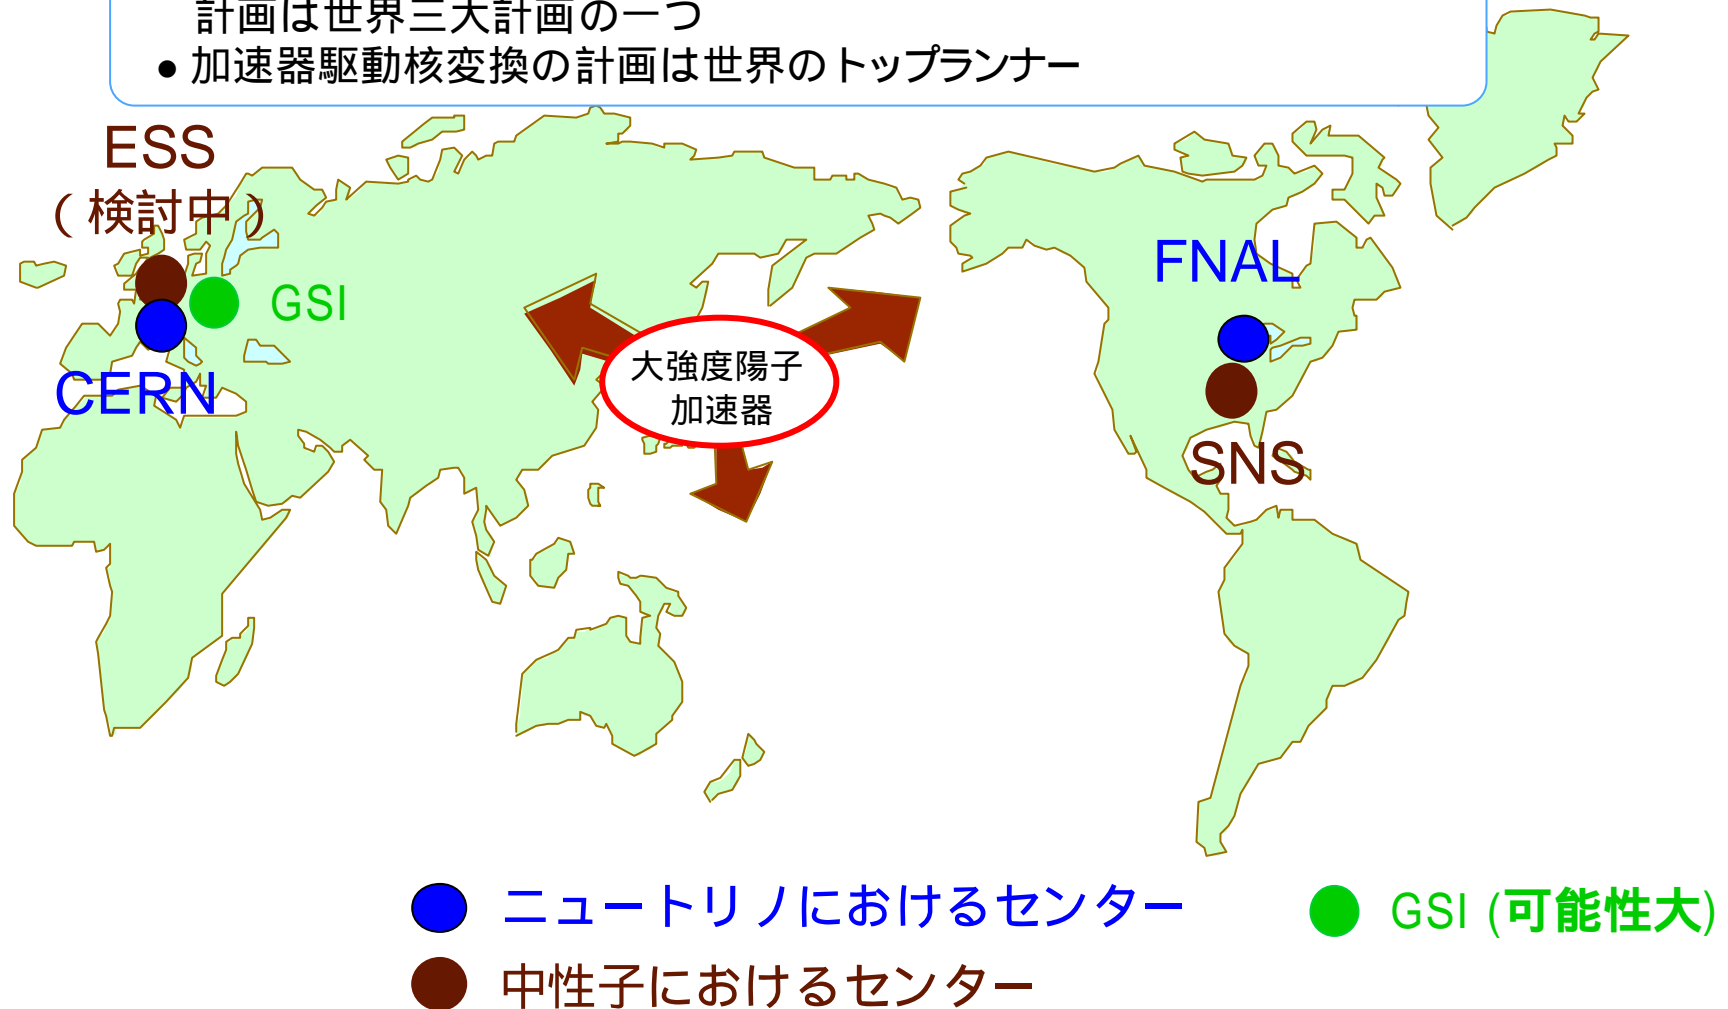 計画は世界三大計画の一つ
● 加速器駆動核変換の計画は世界のトップランナー
ESS
（検討中）
GSI
CERN
FNAL
SNS
大強度陽子
加速器
ニュートリノにおけるセンター
GSI (可能性大)
中性子におけるセンター